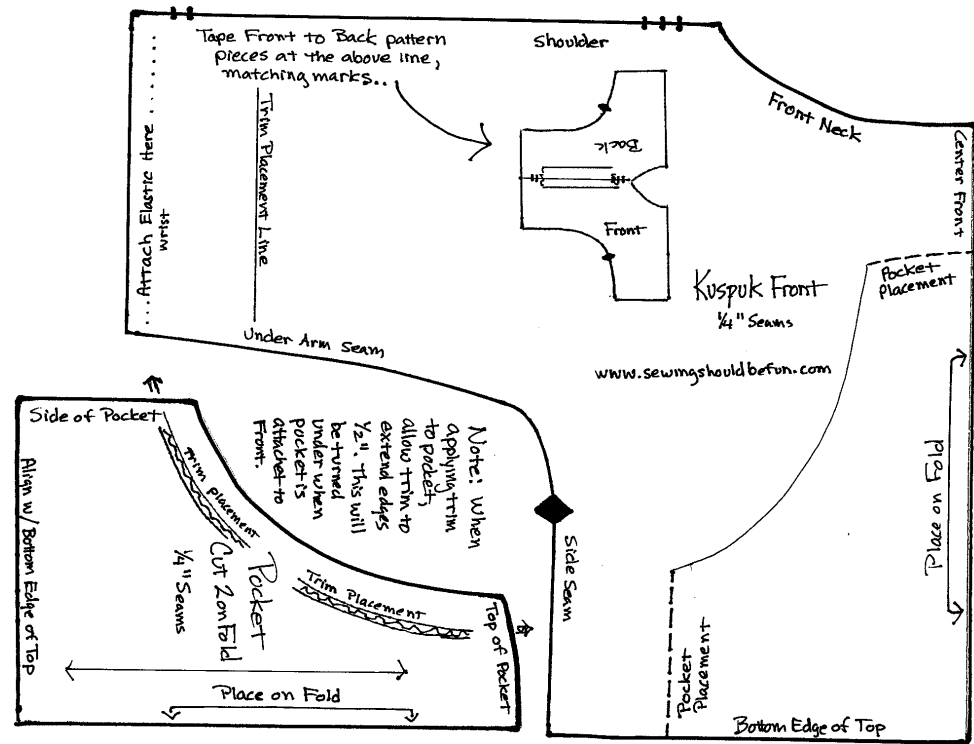 Tape Front to Back pattern
pieces at the above line,
matching marks..
Shoulder
Front Neck
Center Front
...Attach Elastic Here.......
wrist
Trim Placement Line
Back
Front
Kuspuk Front
1/4" Seams
www.sewingshouldbefun.com
Pocket
Placement
Place on Fold
Under Arm Seam
Side of Pocket
Trim placement
Align w/Bottom Edge of Top
Note: When
applying trim
to pocket,
allow trim to
extend edges
1/2". This will
be turned
under when
pocket is
attachet to
Front.
Pocket
Cut 2 on Fold
1/4" Seams
Trim Placement
Top of Pocket
Place on Fold
Side Seam
Pocket
Placement
Bottom Edge of Top